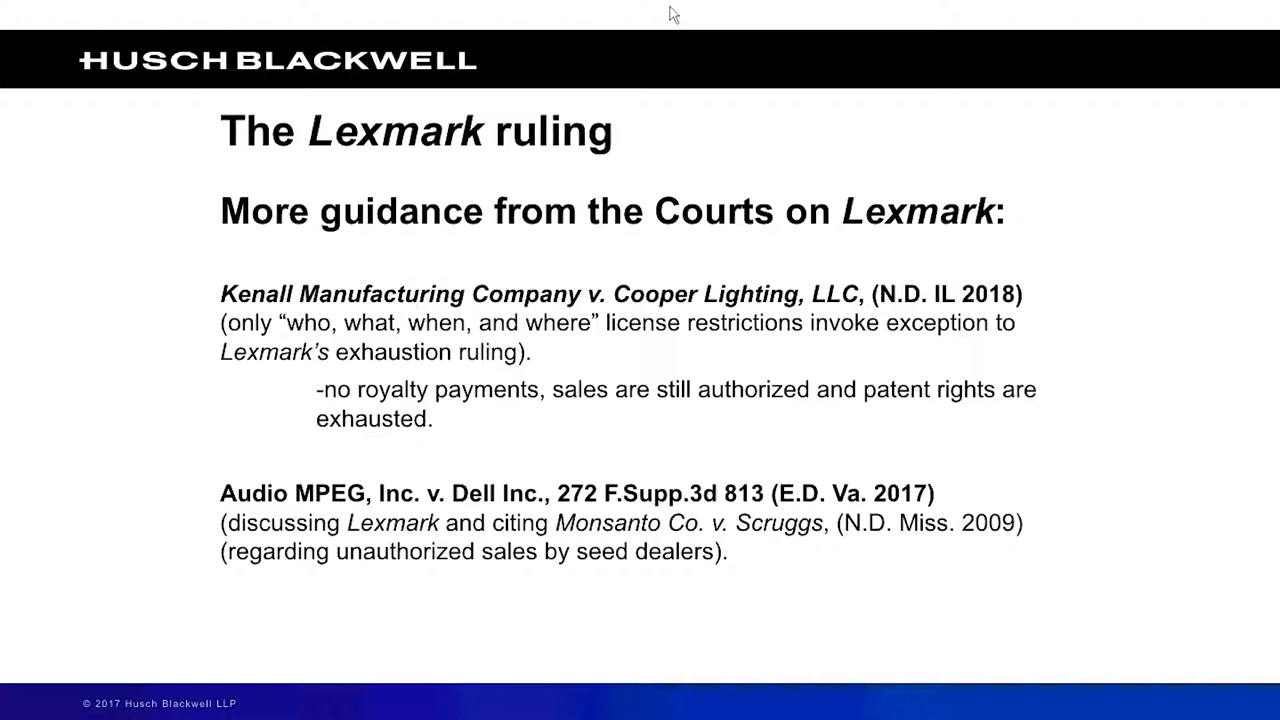 HUSCH BLACKWELL
The Lexmark ruling
More guidance from the Courts on Lexmark:
Kenall Manufacturing Company v. Cooper Lighting, LLC, (N.D. IL 2018)
(only “who, what, when, and where” license restrictions invoke exception to
Lexmark’s exhaustion ruling).
-no royalty payments, sales are still authorized and patent rights are
exhausted.
Audio MPEG, Inc. v. Dell Inc., 272 F.Supp.3d 813 (E.D. Va. 2017)
(discussing Lexmark and citing Monsanto Co. v. Scruggs, (N.D. Miss. 2009)
(regarding unauthorized sales by seed dealers).
© 2017 Husch Blackwell LLP